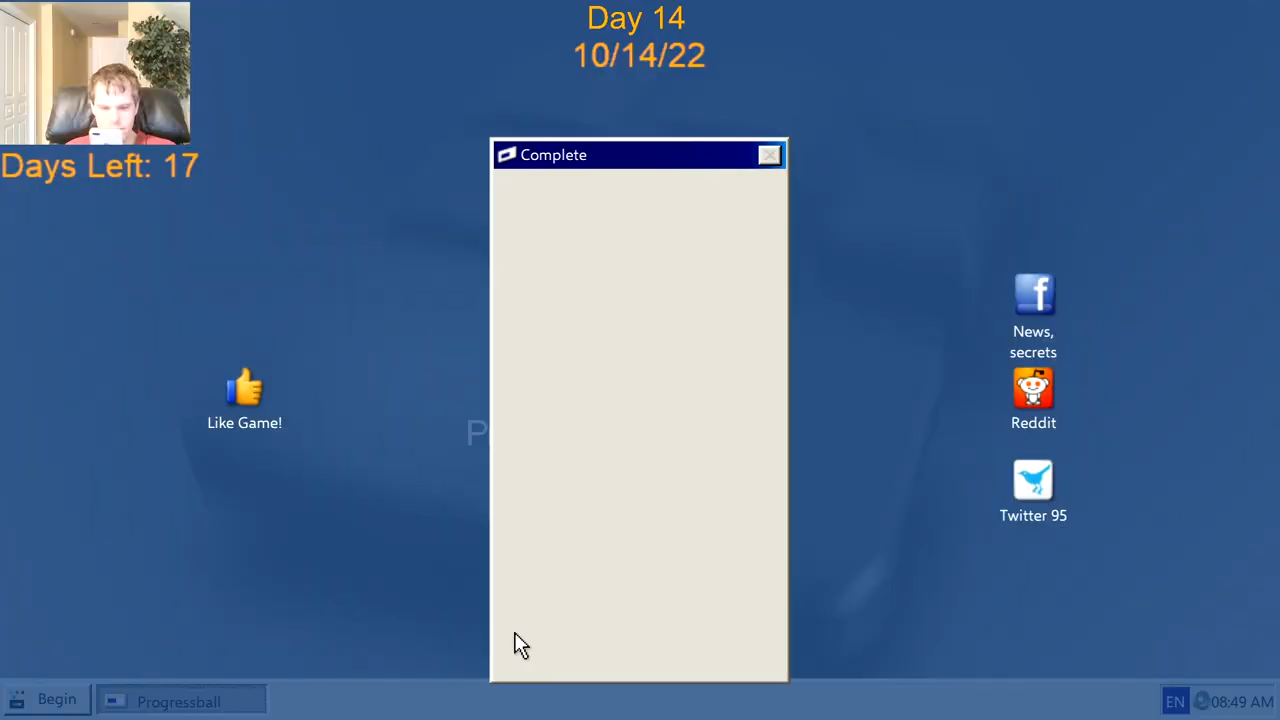 Day 14
10/14/22
Days Left: 17
Complete
News,
secrets
Like Game!
Reddit
P
Twitter 95
Begin
Progressball
EN
08:49 AM